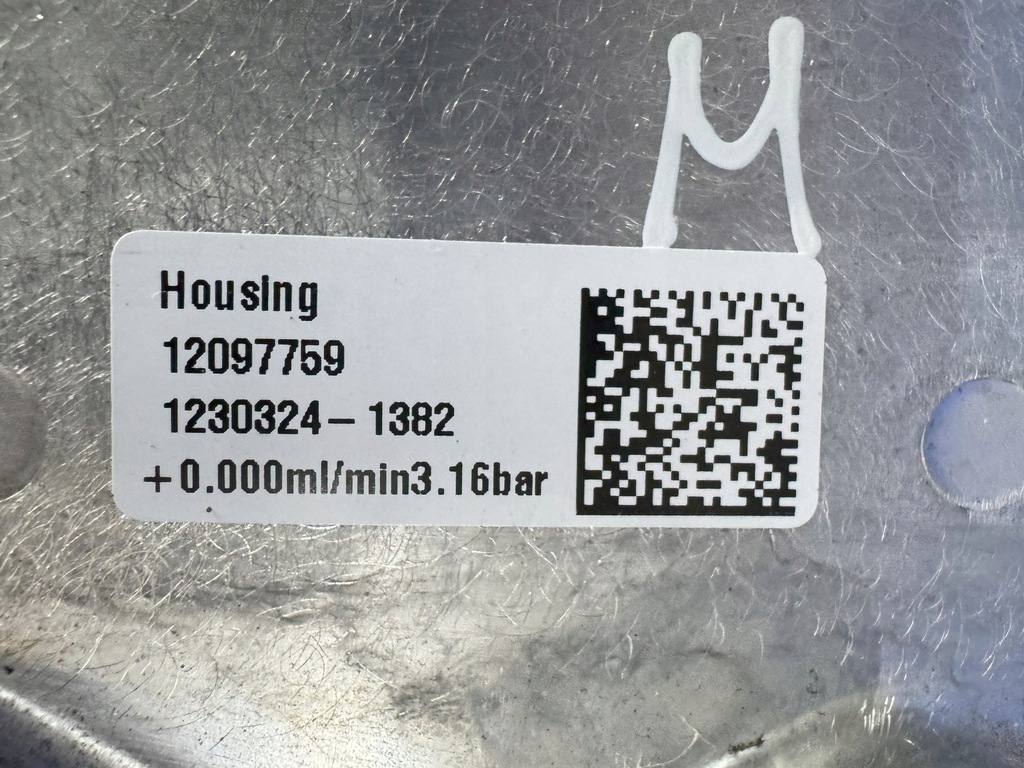 M
Housing
12097759
1230324-1382
+0.000ml/min3.16bar